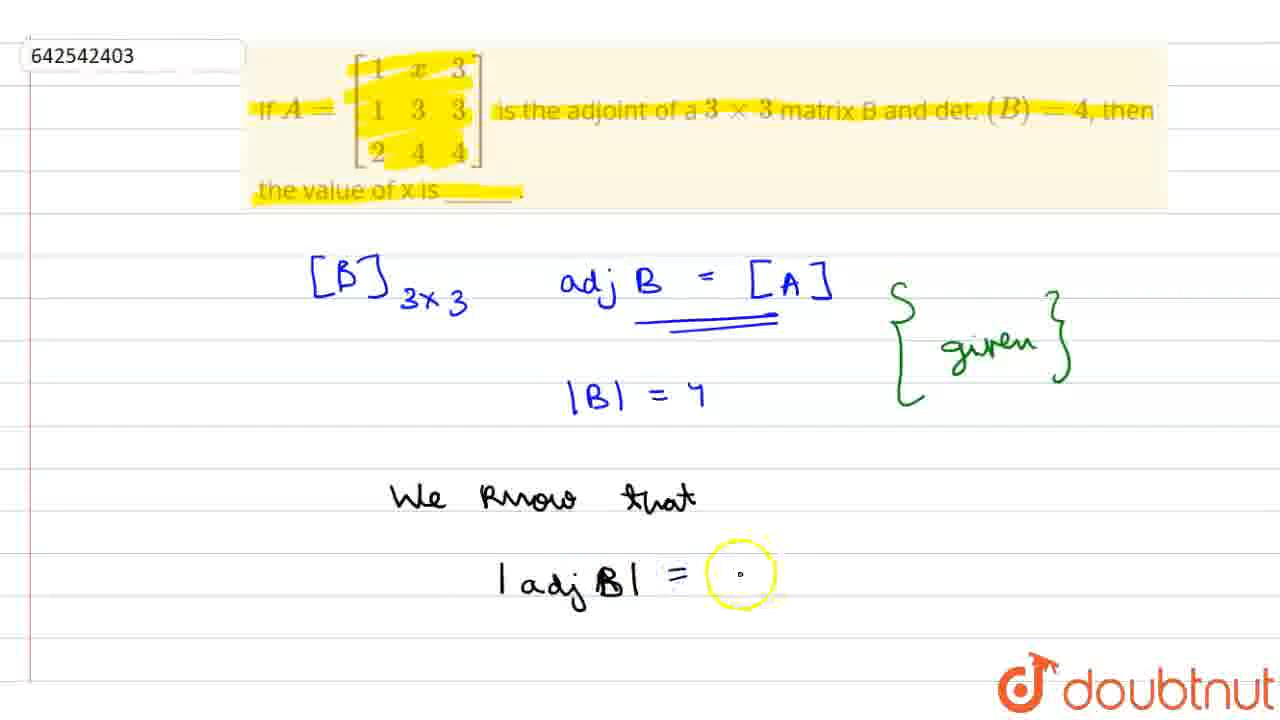 642542403
If A = [1 x 3
1 3 3
2 4 4] is the adjoint of a 3 × 3 matrix B and det. (B) = 4, then
the value of x is ______ .
[B]3×3 adj B = [A]
{ given }
|B| = 4
We know that
|adj B| =
doubtnut